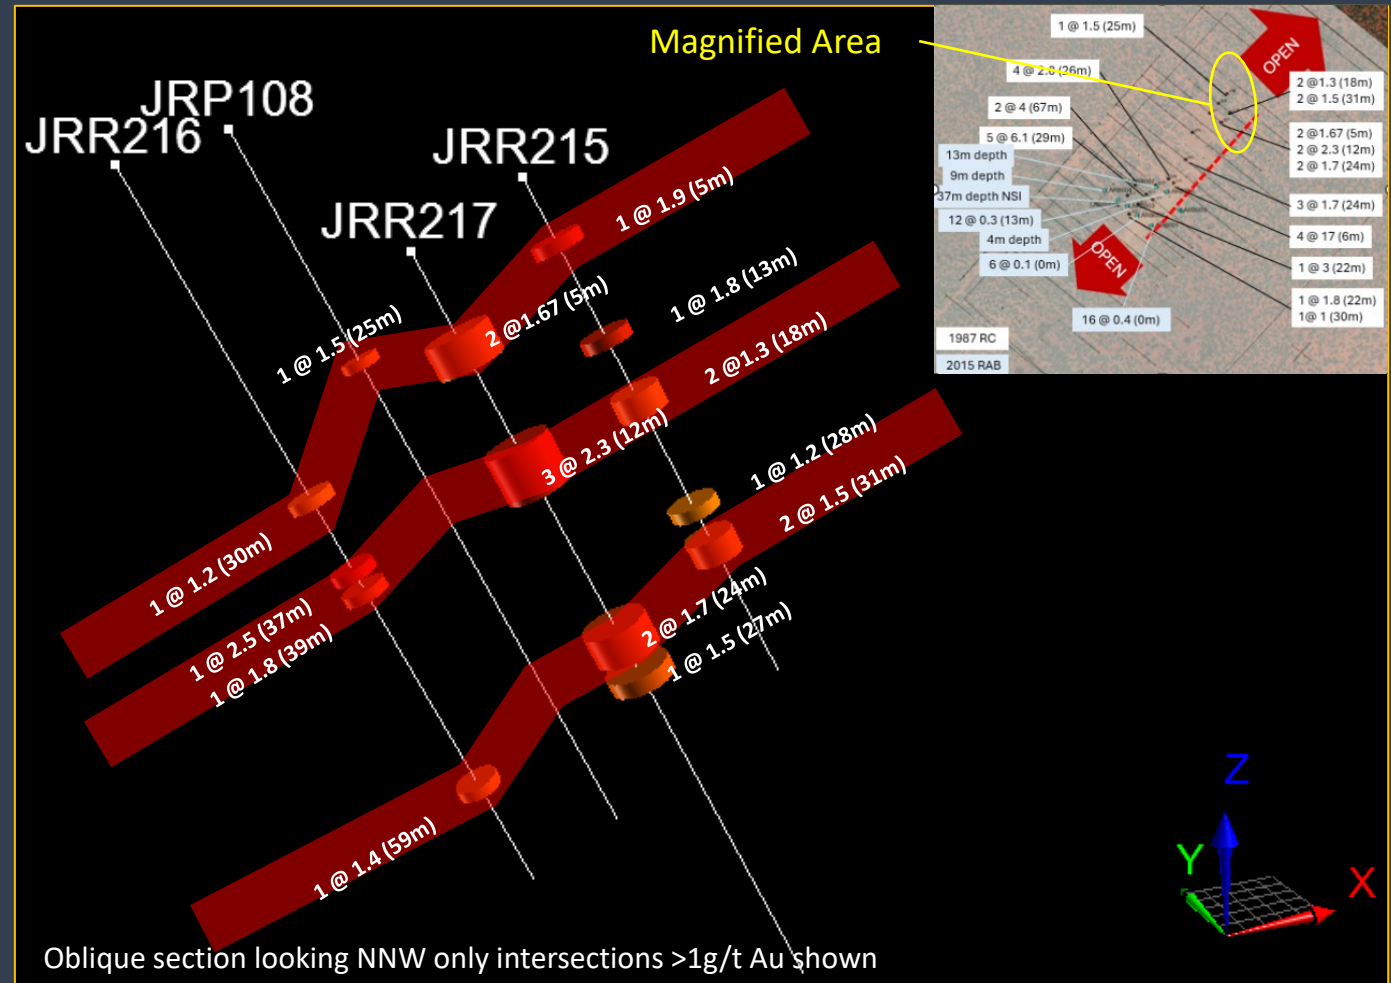 Magnified Area
JRP108
JRR216
JRR215
JRR217
1 @ 1.9 (5m)
1 @ 1.5 (25m)
2 @1.67 (5m)
1 @ 1.8 (13m)
2 @1.3 (18m)
3 @ 2.3 (12m)
1 @ 1.2 (28m)
2 @ 1.5 (31m)
1 @ 1.2 (30m)
1 @ 2.5 (37m)
1 @ 1.8 (39m)
2 @ 1.7 (24m)
1 @ 1.5 (27m)
1 @ 1.4 (59m)
Oblique section looking NNW only intersections >1g/t Au shown
Z
Y
X
1 @ 1.5 (25m)
OPEN
4 @ 2.8 (26m)
2 @ 4 (67m)
5 @ 6.1 (29m)
13m depth
9m depth
37m depth NSI
12 @ 0.3 (13m)
4m depth
6 @ 0.1 (0m)
OPEN
16 @ 0.4 (0m)
1987 RC
2015 RAB
2 @1.3 (18m)
2 @ 1.5 (31m)
2 @1.67 (5m)
2 @ 2.3 (12m)
2 @ 1.7 (24m)
3 @ 1.7 (24m)
4 @ 17 (6m)
1 @ 3 (22m)
1 @ 1.8 (22m)
1@ 1 (30m)